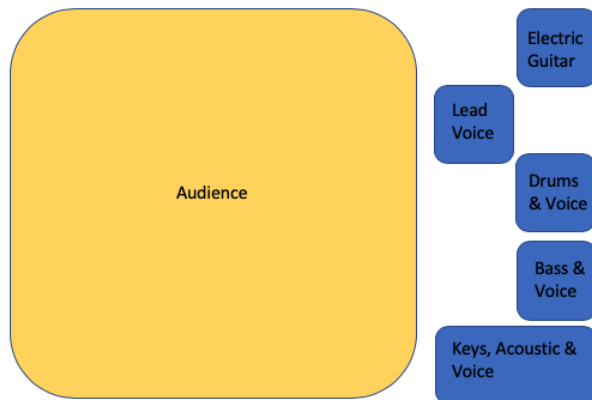 Electric
Guitar
Lead
Voice
Audience
Drums
& Voice
Bass &
Voice
Keys, Acoustic &
Voice